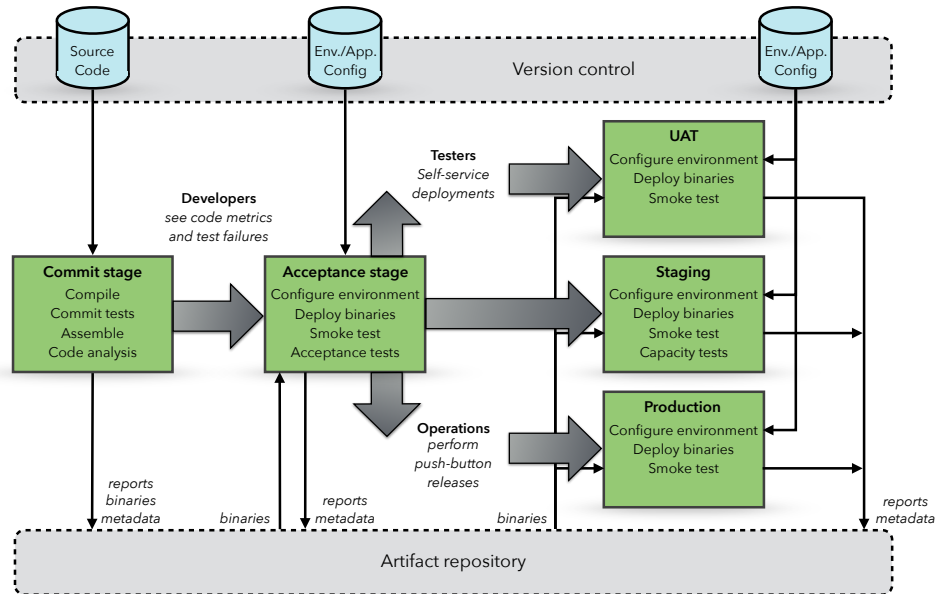 Source
Code
Env./App.
Config
Version control
Env./App.
Config
Developers
see code metrics
and test failures
Testers
Self-service
deployments
UAT
Configure environment
Deploy binaries
Smoke test
Commit stage
Compile
Commit tests
Assemble
Code analysis
Acceptance stage
Configure environment
Deploy binaries
Smoke test
Acceptance tests
Staging
Configure environment
Deploy binaries
Smoke test
Capacity tests
Operations
perform
push-button
releases
Production
Configure environment
Deploy binaries
Smoke test
reports
binaries
metadata
binaries
reports
metadata
binaries
reports
metadata
Artifact repository